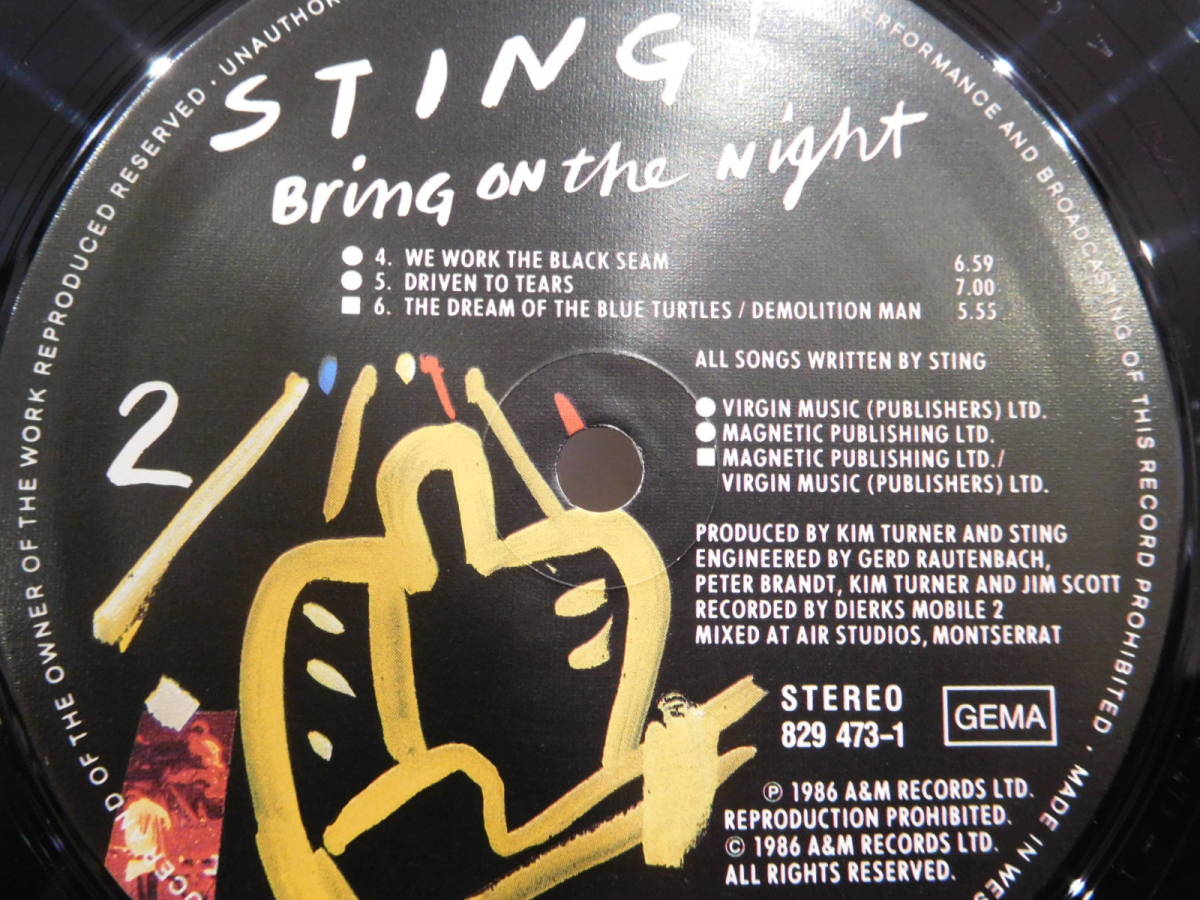 STING
Bring on the Night
● 4. WE WORK THE BLACK SEAM 6.59
● 5. DRIVEN TO TEARS 7.00
■ 6. THE DREAM OF THE BLUE TURTLES / DEMOLITION MAN 5.55
ALL SONGS WRITTEN BY STING
2
● VIRGIN MUSIC (PUBLISHERS) LTD.
● MAGNETIC PUBLISHING LTD.
■ MAGNETIC PUBLISHING LTD./
VIRGIN MUSIC (PUBLISHERS) LTD.
PRODUCED BY KIM TURNER AND STING
ENGINEERED BY GERD RAUTENBACH,
PETER BRANDT, KIM TURNER AND JIM SCOTT
RECORDED BY DIERKS MOBILE 2
MIXED AT AIR STUDIOS, MONTSERRAT
STEREO
829 473-1
GEMA
℗ 1986 A&M RECORDS LTD.
REPRODUCTION PROHIBITED.
© 1986 A&M RECORDS LTD.
ALL RIGHTS RESERVED.
OF THE OWNER OF THE WORK REPRODUCED RESERVED · UNAUTHOR
PERFORMANCE AND BROADCASTING OF THIS RECORD PROHIBITED · MADE IN WES